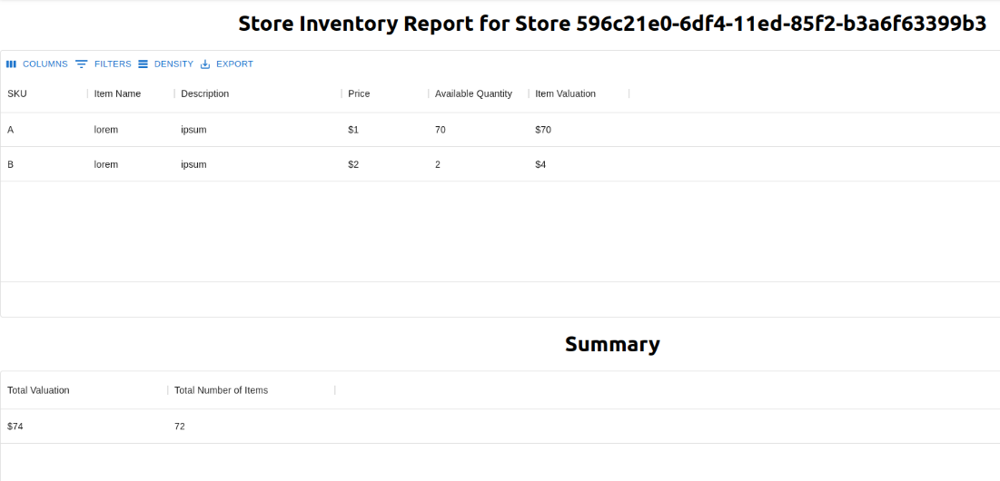 Store Inventory Report for Store 596c21e0-6df4-11ed-85f2-b3a6f63399b3
COLUMNS FILTERS DENSITY EXPORT
SKU Item Name Description Price Available Quantity Item Valuation
A lorem ipsum $1 70 $70
B lorem ipsum $2 2 $4
Summary
Total Valuation Total Number of Items
$74 72